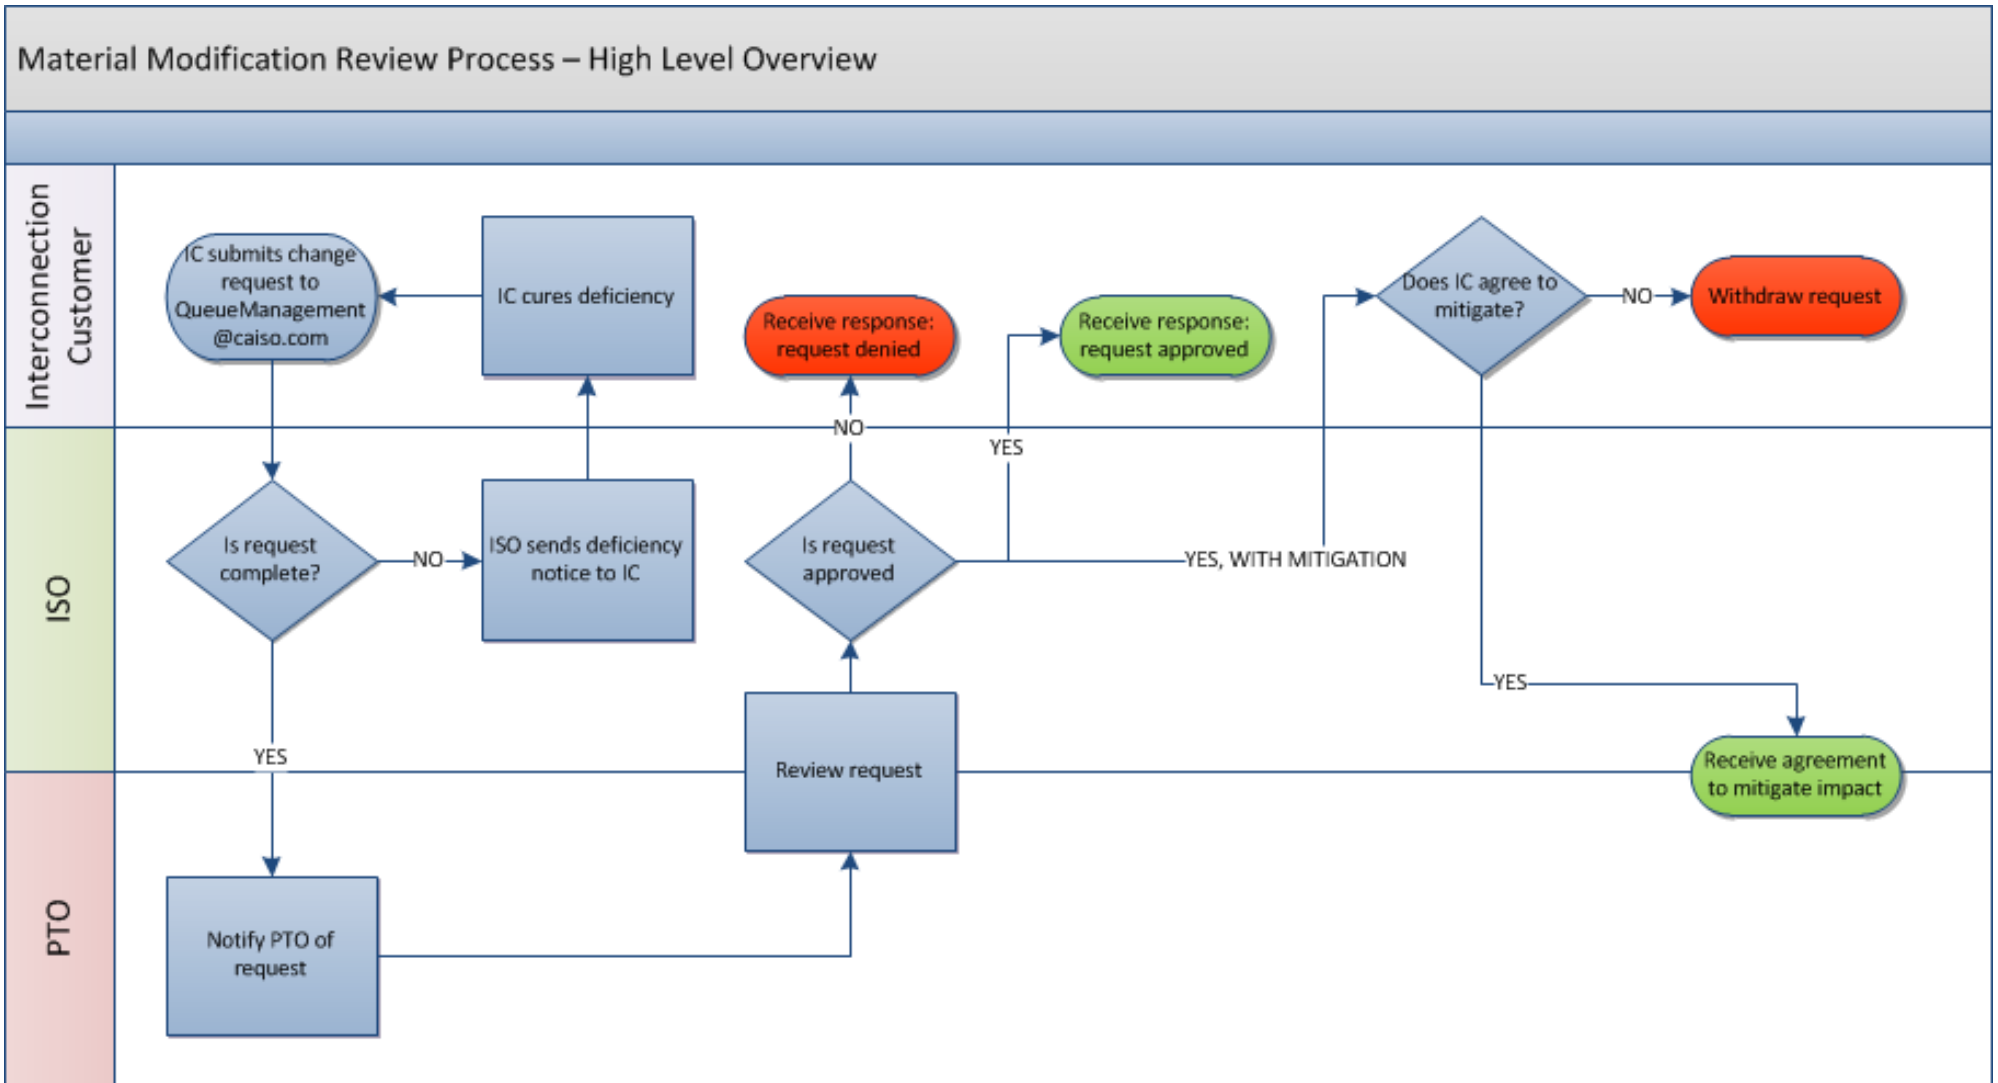 Material Modification Review Process – High Level Overview
Interconnection
Customer
IC submits change
request to
QueueManagement
@caiso.com
IC cures deficiency
Receive response:
request denied
Receive response:
request approved
Does IC agree to
mitigate?
NO
Withdraw request
NO
YES
ISO
Is request
complete?
NO
ISO sends deficiency
notice to IC
Is request
approved
YES, WITH MITIGATION
YES
YES
Review request
Receive agreement
to mitigate impact
PTO
Notify PTO of
request